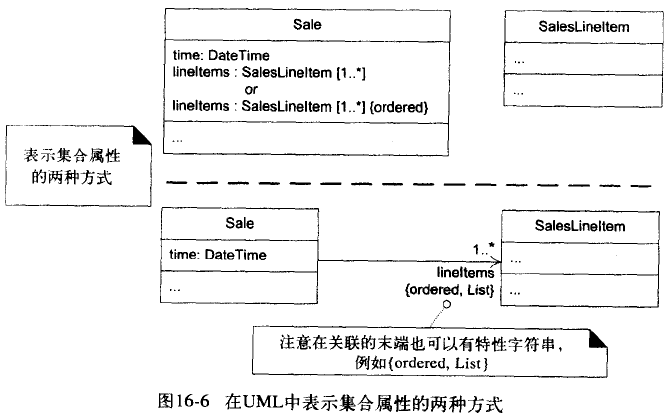 Sale
time: DateTime
lineItems : SalesLineItem [1..*]
or
lineItems : SalesLineItem [1..*] {ordered}
...
SalesLineItem
...
...
表示集合属性
的两种方式
Sale
time: DateTime
...
1..*
lineItems
{ordered, List}
SalesLineItem
...
...
注意在关联的末端也可以有特性字符串，
例如{ordered, List}
图16-6 在UML中表示集合属性的两种方式